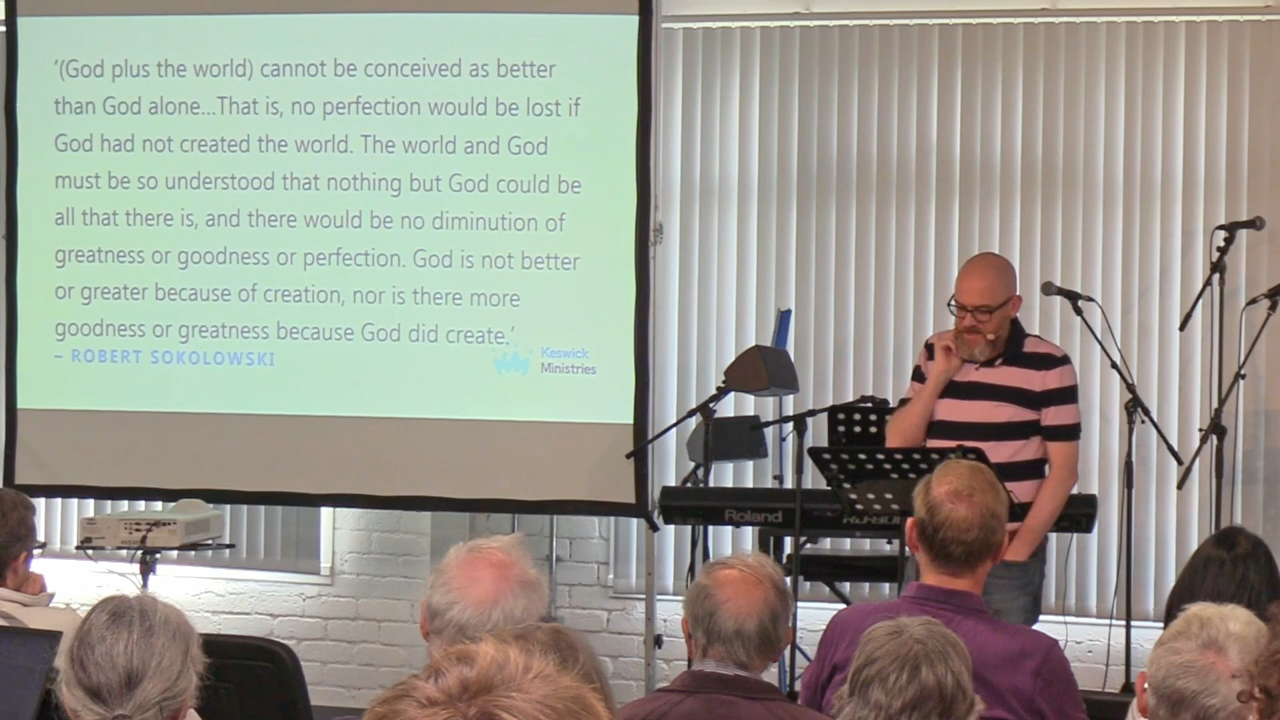 ‘(God plus the world) cannot be conceived as better
than God alone...That is, no perfection would be lost if
God had not created the world. The world and God
must be so understood that nothing but God could be
all that there is, and there would be no diminution of
greatness or goodness or perfection. God is not better
or greater because of creation, nor is there more
goodness or greatness because God did create.’
– ROBERT SOKOLOWSKI
Keswick
Ministries
Roland